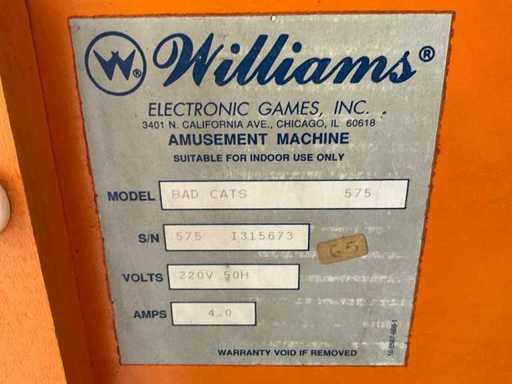 W® Williams®
ELECTRONIC GAMES, INC.
3401 N. CALIFORNIA AVE., CHICAGO, IL 60618
AMUSEMENT MACHINE
SUITABLE FOR INDOOR USE ONLY
MODEL BAD CATS 575
S/N 575 I315673
65
VOLTS 220V 50H
AMPS 4.0
WARRANTY VOID IF REMOVED